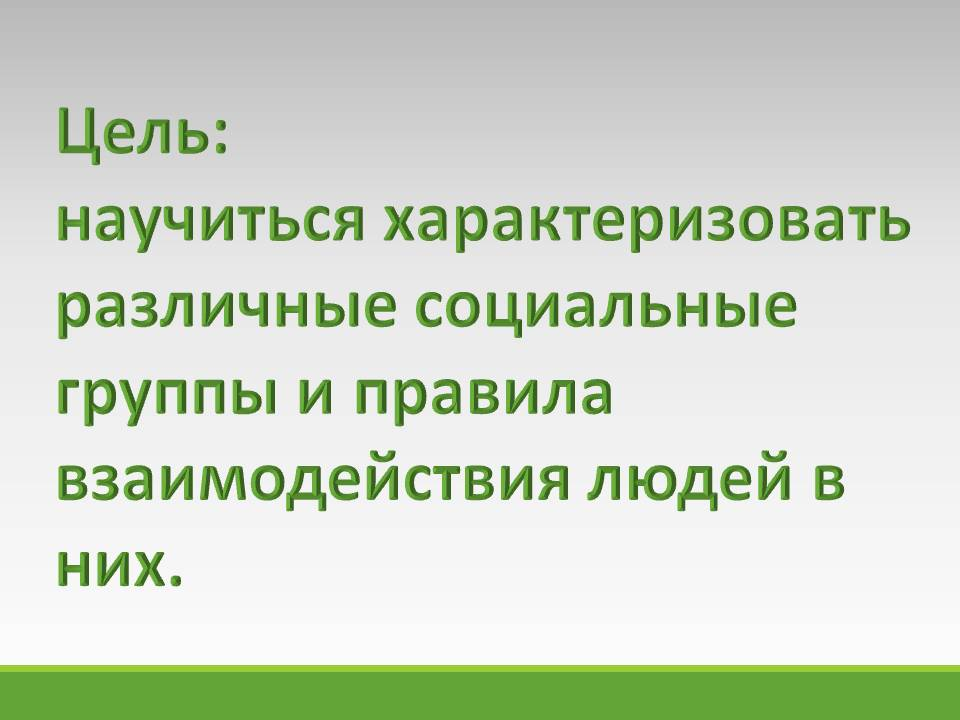 Цель:
научиться характеризовать
различные социальные
группы и правила
взаимодействия людей в
них.